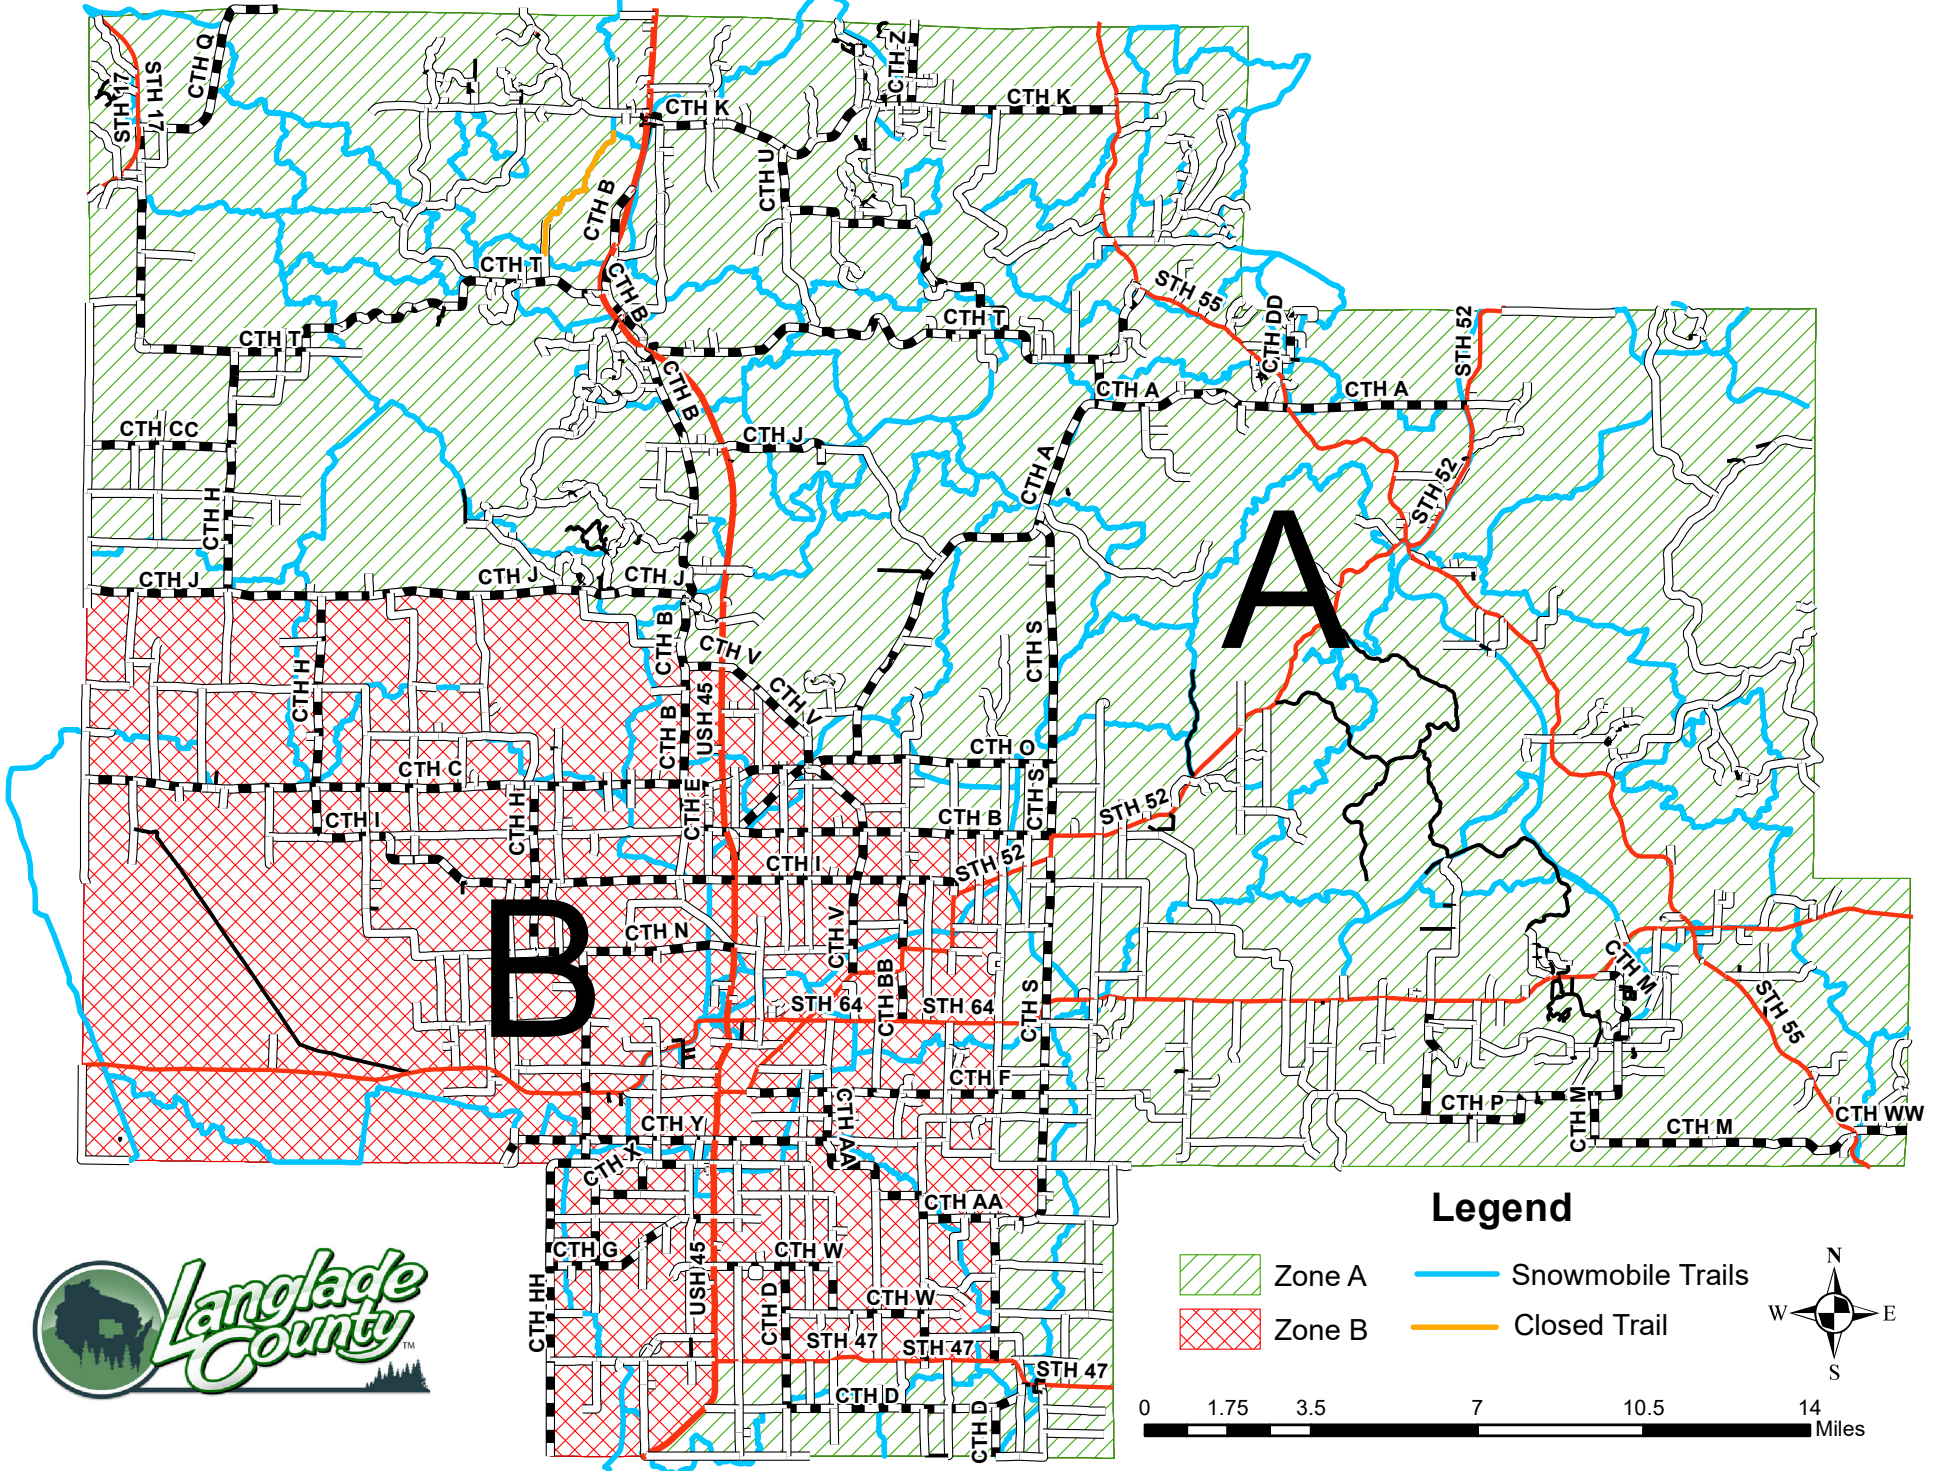 CTH Q
STH 17
STH 17
CTH Z
CTH K
CTH K
CTH U
CTH B
CTH T
CTH B
STH 55
CTH DD
STH 52
CTH T
CTH T
CTH B
CTH A
CTH A
CTH CC
CTH J
CTH A
STH 52
CTH H
A
CTH J
CTH J
CTH J
CTH B
CTH V
CTH S
CTH H
CTH V
USH 45
CTH B
CTH O
CTH C
CTH S
CTH E
STH 52
CTH I
CTH H
CTH B
CTH I
STH 52
B
CTH N
CTH V
CTH M
CTH BB
STH 64
STH 64
CTH S
STH 55
CTH F
CTH P
CTH M
CTH WW
CTH Y
CTH AA
CTH M
CTH X
CTH AA
CTH G
CTH W
USH 45
CTH HH
CTH D
CTH W
STH 47
STH 47
STH 47
CTH D
CTH D
Legend
Zone A
Snowmobile Trails
Zone B
Closed Trail
N
W
E
S
0 1.75 3.5 7 10.5 14
Miles
Langlade
County
TM